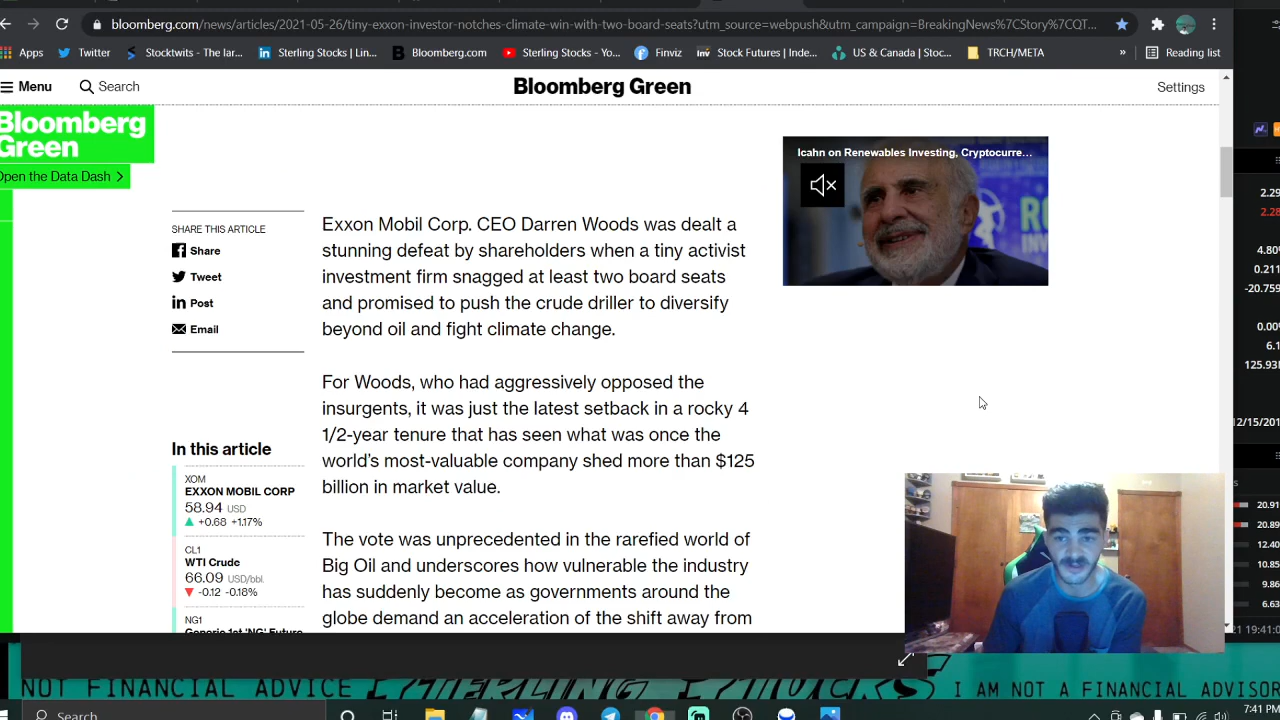 bloomberg.com/news/articles/2021-05-26/tiny-exxon-investor-notches-climate-win-with-two-board-seats?utm_source=webpush&utm_campaign=BreakingNews%7CStory%7CQT...
Apps Twitter Stocktwits - The lar... Sterling Stocks | Lin... Bloomberg.com Sterling Stocks - Yo... Finviz Stock Futures | Inde... US & Canada | Stoc... TRCH/META » Reading list
Menu Search Bloomberg Green Settings
Bloomberg
Green
Open the Data Dash
Icahn on Renewables Investing, Cryptocurre...
SHARE THIS ARTICLE
Share
Tweet
Post
Email
Exxon Mobil Corp. CEO Darren Woods was dealt a
stunning defeat by shareholders when a tiny activist
investment firm snagged at least two board seats
and promised to push the crude driller to diversify
beyond oil and fight climate change.
For Woods, who had aggressively opposed the
insurgents, it was just the latest setback in a rocky 4
1/2-year tenure that has seen what was once the
world's most-valuable company shed more than $125
billion in market value.
The vote was unprecedented in the rarefied world of
Big Oil and underscores how vulnerable the industry
has suddenly become as governments around the
globe demand an acceleration of the shift away from
In this article
XOM
EXXON MOBIL CORP
58.94 USD
+0.68 +1.17%
CL1
WTI Crude
66.09 USD/bbl.
-0.12 -0.18%
NG1
Generic 1st 'NG' Future
2.29
2.28
4.80%
0.211
-20.759
0.00%
6.1
125.93M
12/15/201
20.91
20.89
12.40
10.85
9.86
6.63
21 19:41:0
NOT FINANCIAL ADVICE STERLING STOCKS I AM NOT A FINANCIAL ADVISOR
Search
7:41 PM